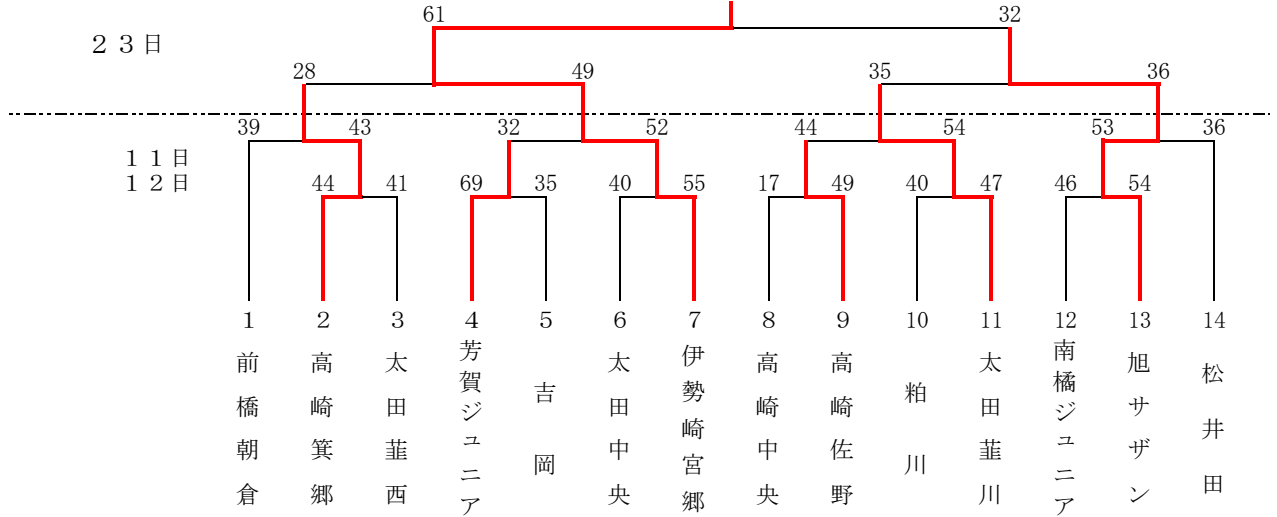 61 32
２３日
28 49 35 36
39 43 32 52 44 54 53 36
１１日
１２日
44 41 69 35 40 55 17 49 40 47 46 54
1 2 3 4 5 6 7 8 9 10 11 12 13 14
前橋朝倉
高崎箕郷
太田韮西
芳賀ジュニア
吉岡
太田中央
伊勢崎宮郷
高崎中央
高崎佐野
粕川
太田韮川
南橘ジュニア
旭サザン
松井田